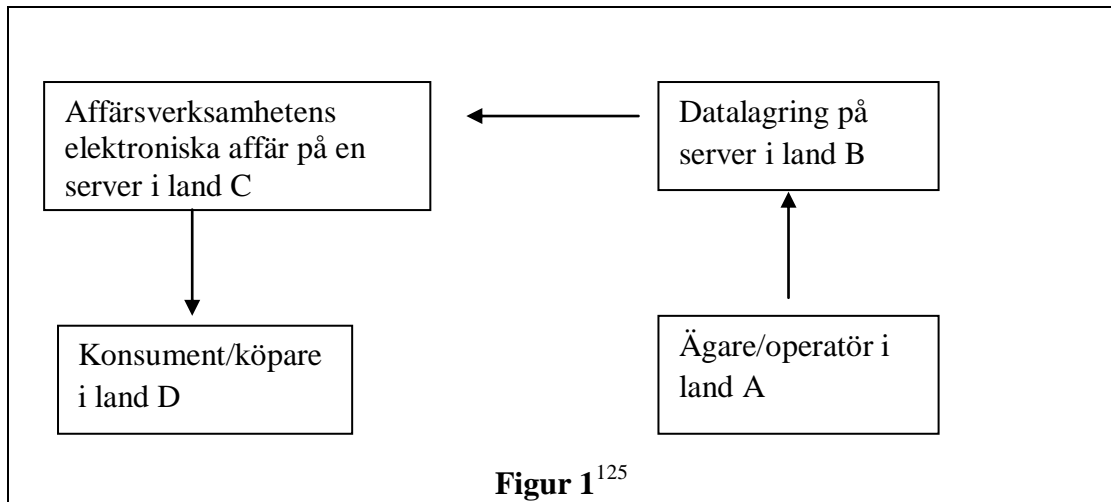 Affärsverksamhetens
elektroniska affär på en
server i land C
Datalagring på
server i land B
Konsument/köpare
i land D
Ägare/operatör i
land A
Figur 1125